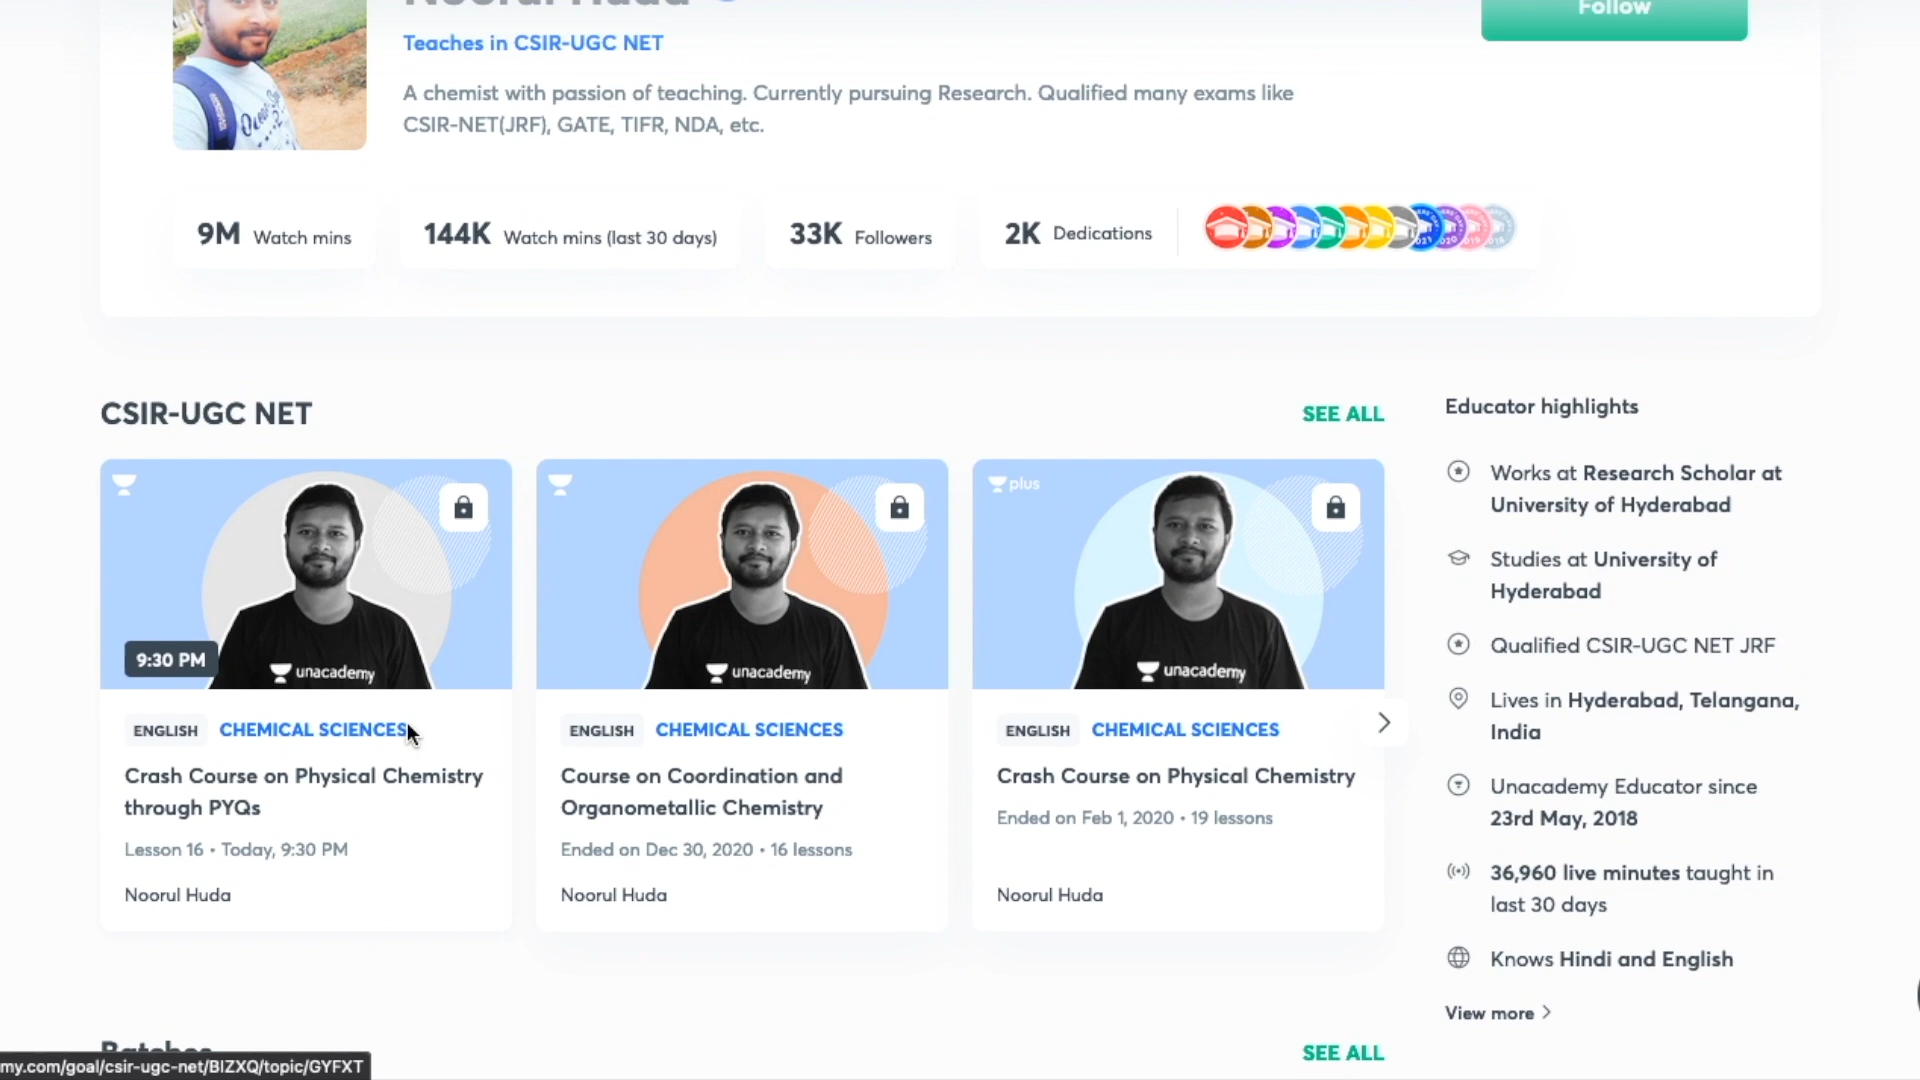 Noorul Huda
Follow
Teaches in CSIR-UGC NET
A chemist with passion of teaching. Currently pursuing Research. Qualified many exams like
CSIR-NET(JRF), GATE, TIFR, NDA, etc.
9M Watch mins
144K Watch mins (last 30 days)
33K Followers
2K Dedications
CSIR-UGC NET
SEE ALL
9:30 PM
unacademy
ENGLISH CHEMICAL SCIENCES
Crash Course on Physical Chemistry
through PYQs
Lesson 16 • Today, 9:30 PM
Noorul Huda
unacademy
ENGLISH CHEMICAL SCIENCES
Course on Coordination and
Organometallic Chemistry
Ended on Dec 30, 2020 • 16 lessons
Noorul Huda
plus
unacademy
ENGLISH CHEMICAL SCIENCES
Crash Course on Physical Chemistry
Ended on Feb 1, 2020 • 19 lessons
Noorul Huda
Educator highlights
Works at Research Scholar at
University of Hyderabad
Studies at University of
Hyderabad
Qualified CSIR-UGC NET JRF
Lives in Hyderabad, Telangana,
India
Unacademy Educator since
23rd May, 2018
36,960 live minutes taught in
last 30 days
Knows Hindi and English
View more
Batches
SEE ALL
my.com/goal/csir-ugc-net/BIZXQ/topic/GYFXT